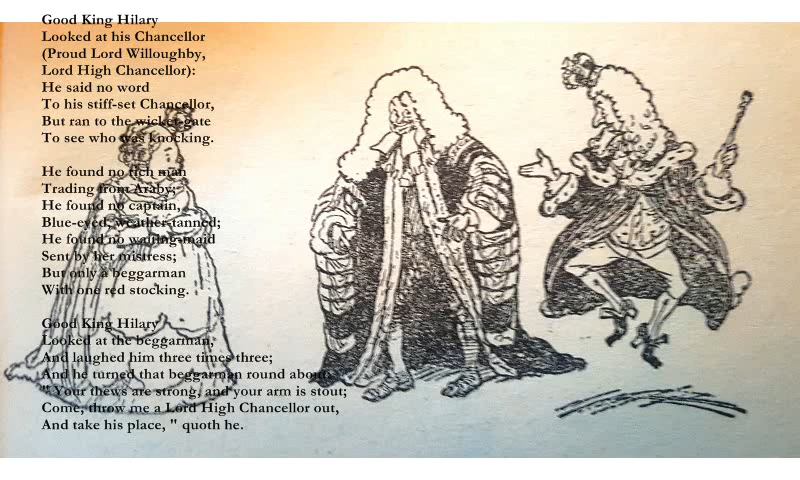 Good King Hilary
Looked at his Chancellor
(Proud Lord Willoughby,
Lord High Chancellor):
He said no word
To his stiff-set Chancellor,
But ran to the wicket-gate
To see who was knocking.
He found no rich man
Trading from Araby;
He found no captain,
Blue-eyed, weather-tanned;
He found no waiting-maid
Sent by her mistress;
But only a beggarman
With one red stocking.
Good King Hilary
Looked at the beggarman,
And laughed him three times three;
And he turned that beggarman round about:
" Your thews are strong, and your arm is stout;
Come, throw me a Lord High Chancellor out,
And take his place, " quoth he.